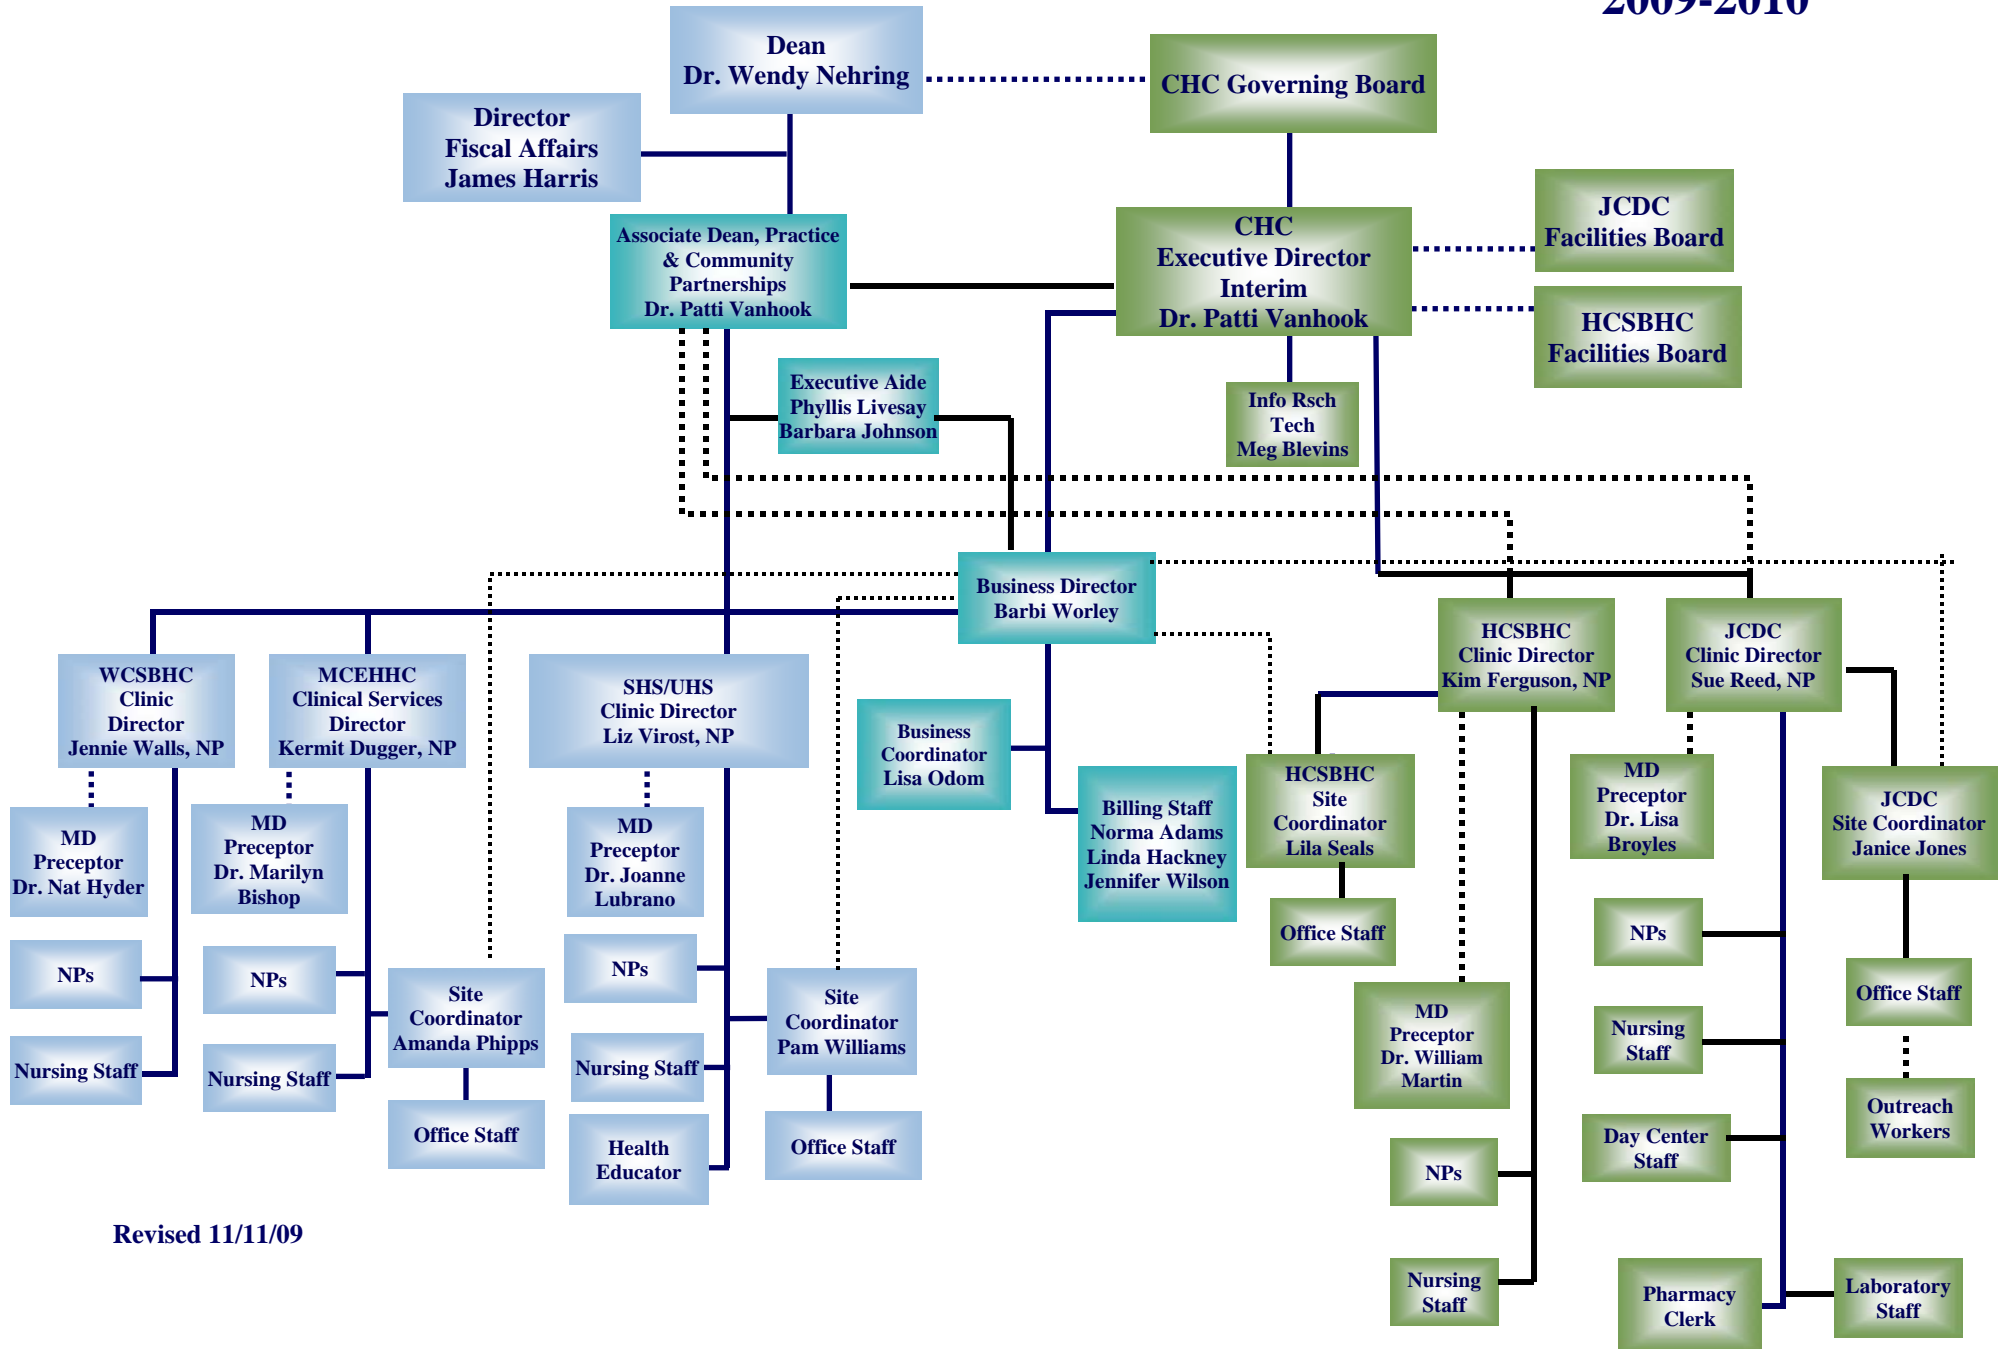 2009-2010
Dean
Dr. Wendy Nehring
CHC Governing Board
Director
Fiscal Affairs
James Harris
Associate Dean, Practice
& Community
Partnerships
Dr. Patti Vanhook
CHC
Executive Director
Interim
Dr. Patti Vanhook
JCDC
Facilities Board
HCSBHC
Facilities Board
Executive Aide
Phyllis Livesay
Barbara Johnson
Info Rsch
Tech
Meg Blevins
Business Director
Barbi Worley
WCSBHC
Clinic
Director
Jennie Walls, NP
MCEHHC
Clinical Services
Director
Kermit Dugger, NP
SHS/UHS
Clinic Director
Liz Virost, NP
HCSBHC
Clinic Director
Kim Ferguson, NP
JCDC
Clinic Director
Sue Reed, NP
Business
Coordinator
Lisa Odom
Billing Staff
Norma Adams
Linda Hackney
Jennifer Wilson
HCSBHC
Site
Coordinator
Lila Seals
MD
Preceptor
Dr. Lisa
Broyles
JCDC
Site Coordinator
Janice Jones
MD
Preceptor
Dr. Nat Hyder
MD
Preceptor
Dr. Marilyn
Bishop
MD
Preceptor
Dr. Joanne
Lubrano
Office Staff
NPs
NPs
NPs
NPs
Site
Coordinator
Amanda Phipps
Site
Coordinator
Pam Williams
MD
Preceptor
Dr. William
Martin
Office Staff
Nursing Staff
Nursing Staff
Nursing Staff
Nursing
Staff
Office Staff
Health
Educator
Office Staff
Day Center
Staff
Outreach
Workers
NPs
Nursing
Staff
Pharmacy
Clerk
Laboratory
Staff
Revised 11/11/09